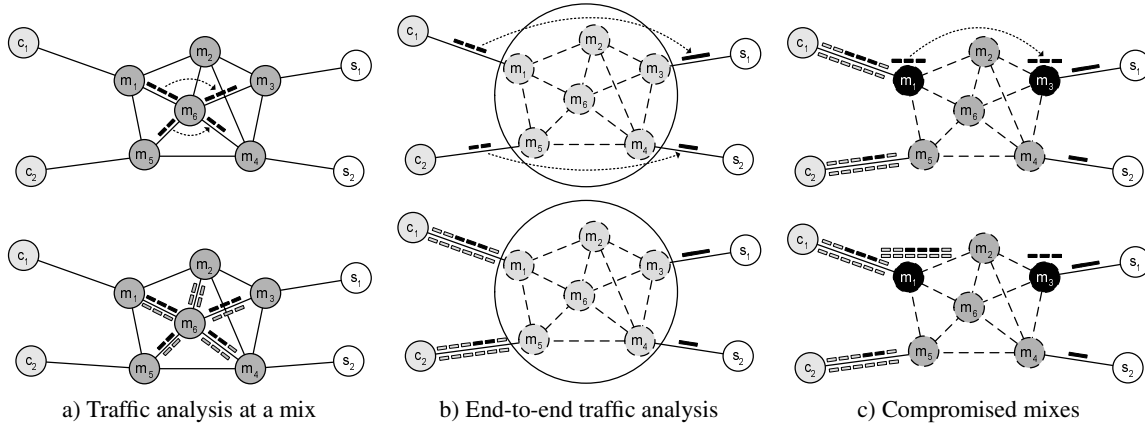 c1 m2 s1
m1 m3
m6
m5 m4
c2 s2
c1 m2 s1
m1 m3
m6
m5 m4
c2 s2
c1 m2 s1
m1 m3
m6
m5 m4
c2 s2
c1 m2 s1
m1 m3
m6
m5 m4
c2 s2
c1 m2 s1
m1 m3
m6
m5 m4
c2 s2
c1 m2 s1
m1 m3
m6
m5 m4
c2 s2
a) Traffic analysis at a mix
b) End-to-end traffic analysis
c) Compromised mixes